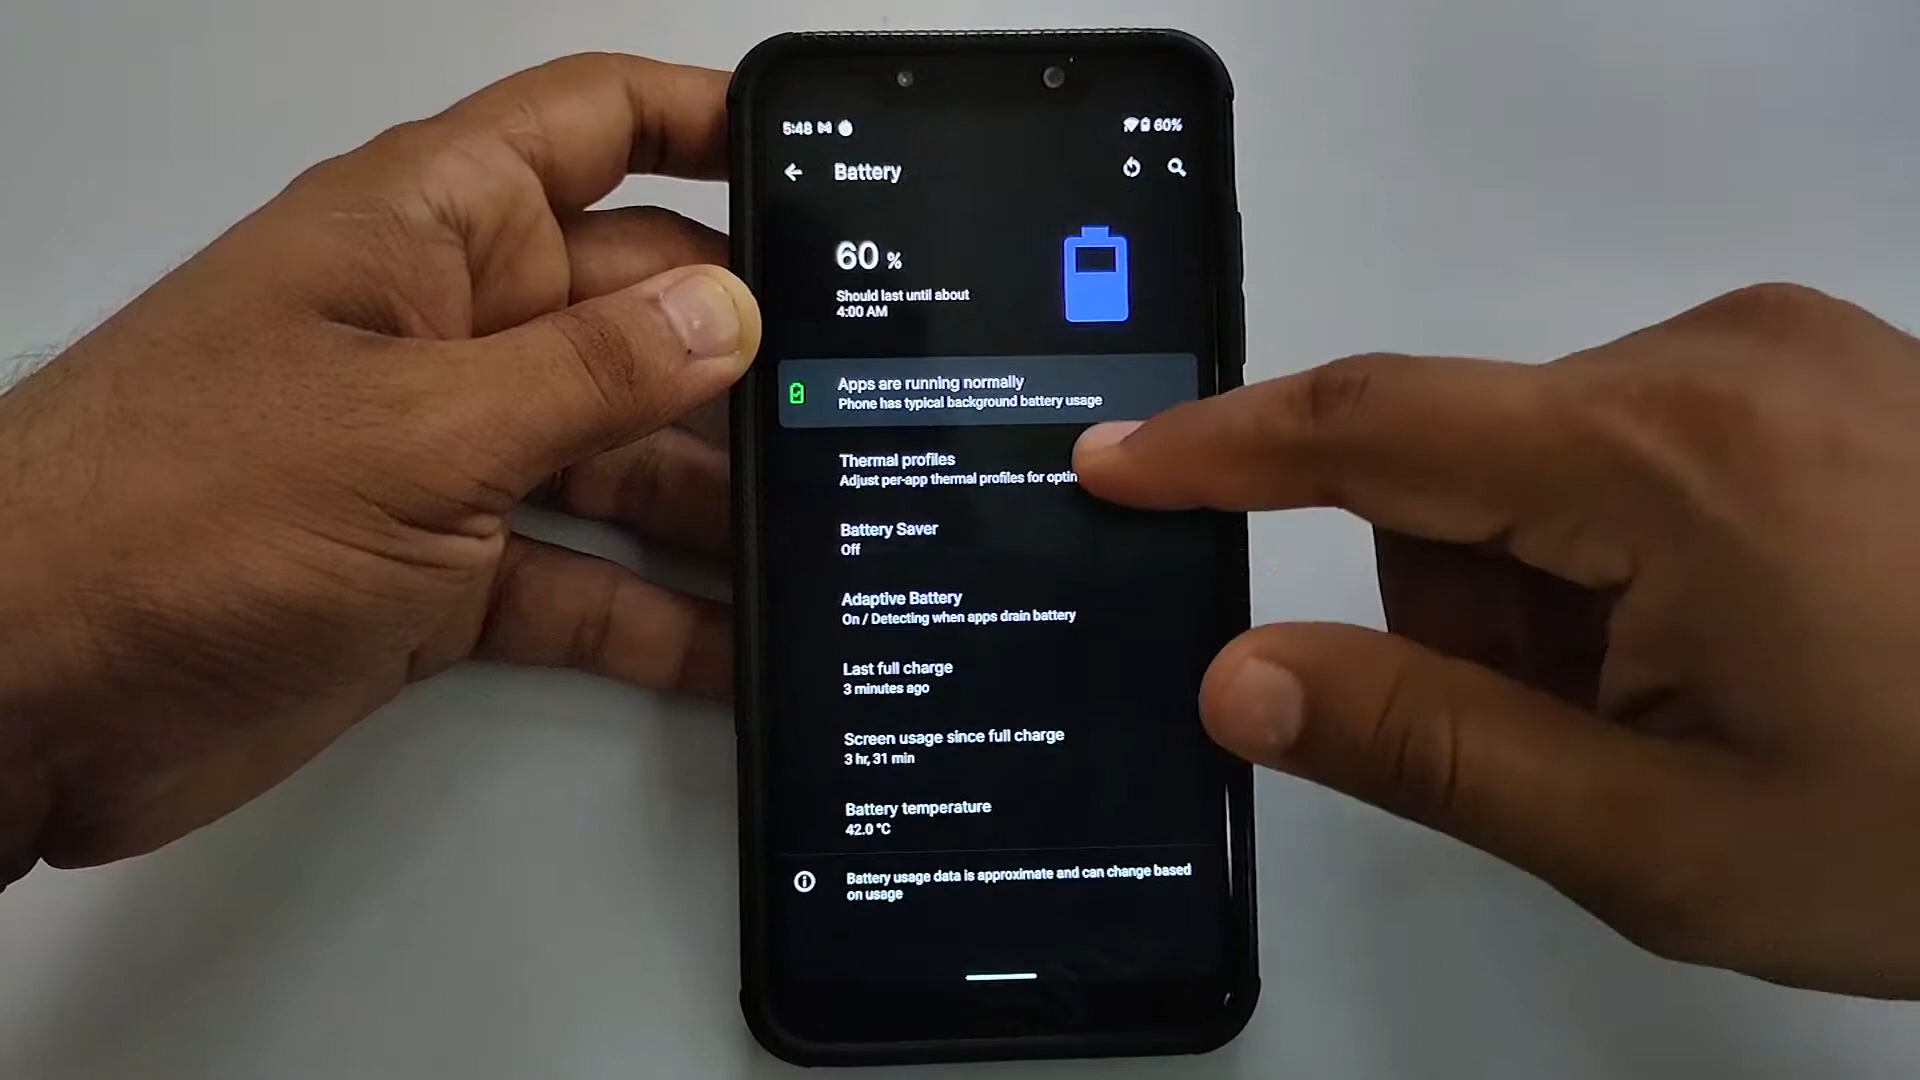 5:48
60%
Battery
60 %
Should last until about
4:00 AM
Apps are running normally
Phone has typical background battery usage
Thermal profiles
Adjust per-app thermal profiles for optim
Battery Saver
Off
Adaptive Battery
On / Detecting when apps drain battery
Last full charge
3 minutes ago
Screen usage since full charge
3 hr, 31 min
Battery temperature
42.0 °C
Battery usage data is approximate and can change based
on usage